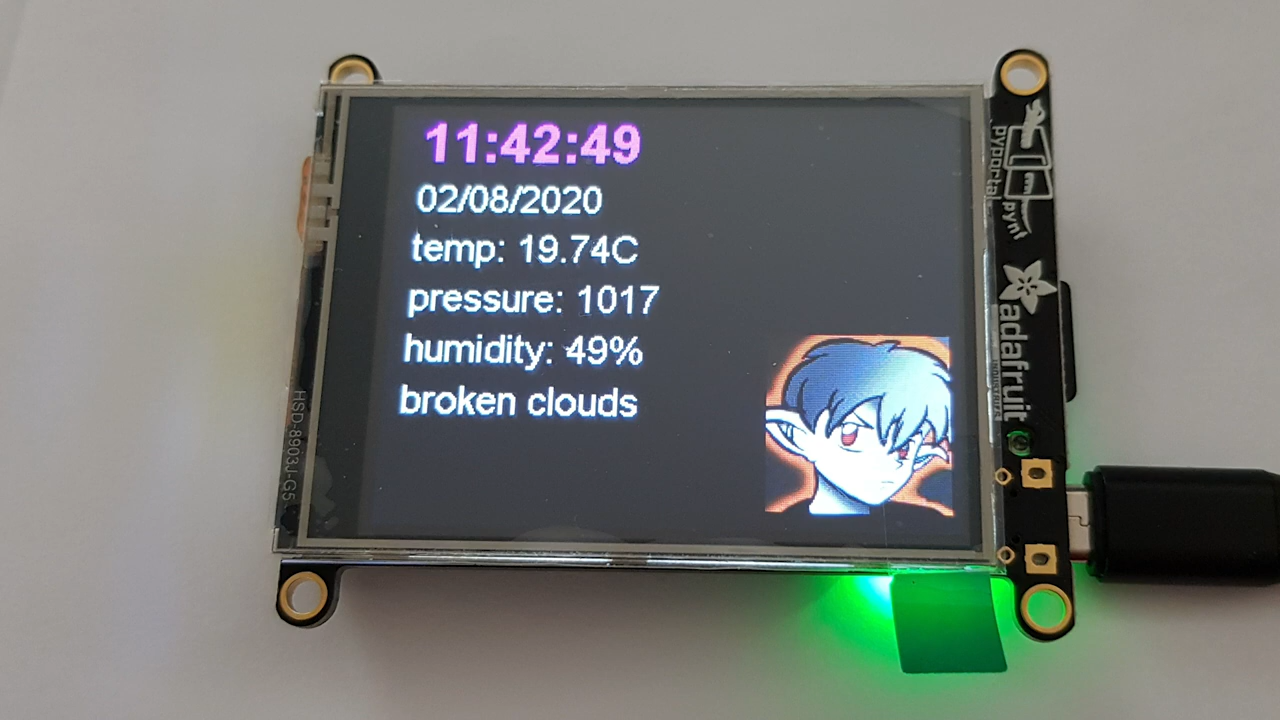 11:42:49
02/08/2020
temp: 19.74C
pressure: 1017
humidity: 49%
broken clouds
pyportal
pynt
adafruit
HSD-8903J-G5